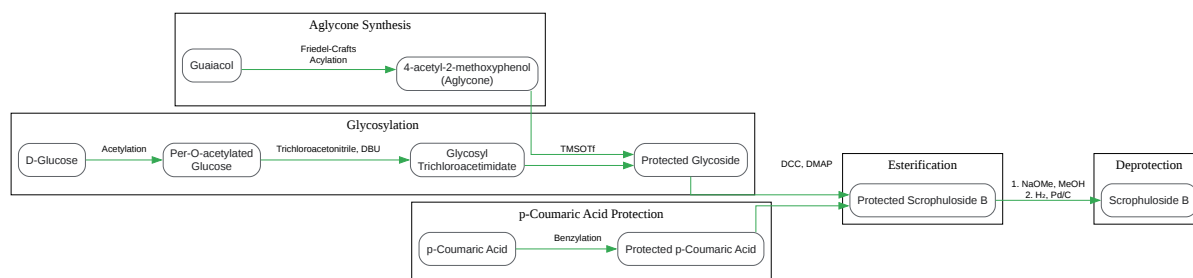 Aglycone Synthesis
Guaiacol
Friedel-Crafts
Acylation
4-acetyl-2-methoxyphenol
(Aglycone)
Glycosylation
D-Glucose
Acetylation
Per-O-acetylated
Glucose
Trichloroacetonitrile, DBU
Glycosyl
Trichloroacetimidate
TMSOTf
Protected Glycoside
p-Coumaric Acid Protection
p-Coumaric Acid
Benzylation
Protected p-Coumaric Acid
DCC, DMAP
Esterification
Protected Scrophuloside B
1. NaOMe, MeOH
2. H₂, Pd/C
Deprotection
Scrophuloside B